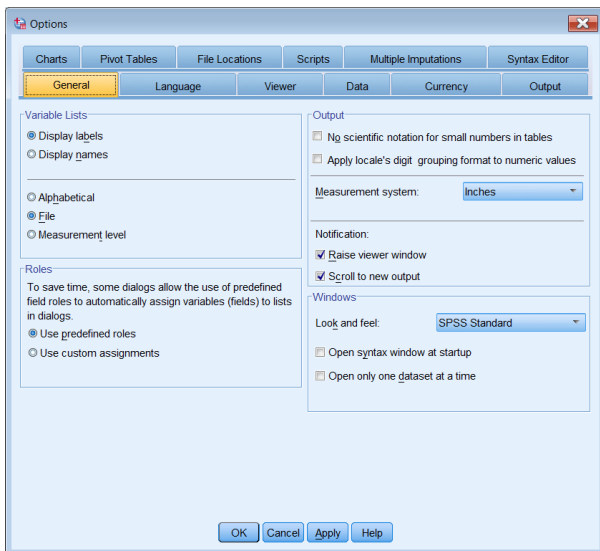 Options
Charts Pivot Tables File Locations Scripts Multiple Imputations Syntax Editor
General Language Viewer Data Currency Output
Variable Lists
Display labels
Display names
Alphabetical
File
Measurement level
Roles
To save time, some dialogs allow the use of predefined
field roles to automatically assign variables (fields) to lists
in dialogs.
Use predefined roles
Use custom assignments
Output
No scientific notation for small numbers in tables
Apply locale's digit grouping format to numeric values
Measurement system: Inches
Notification:
Raise viewer window
Scroll to new output
Windows
Look and feel: SPSS Standard
Open syntax window at startup
Open only one dataset at a time
OK Cancel Apply Help